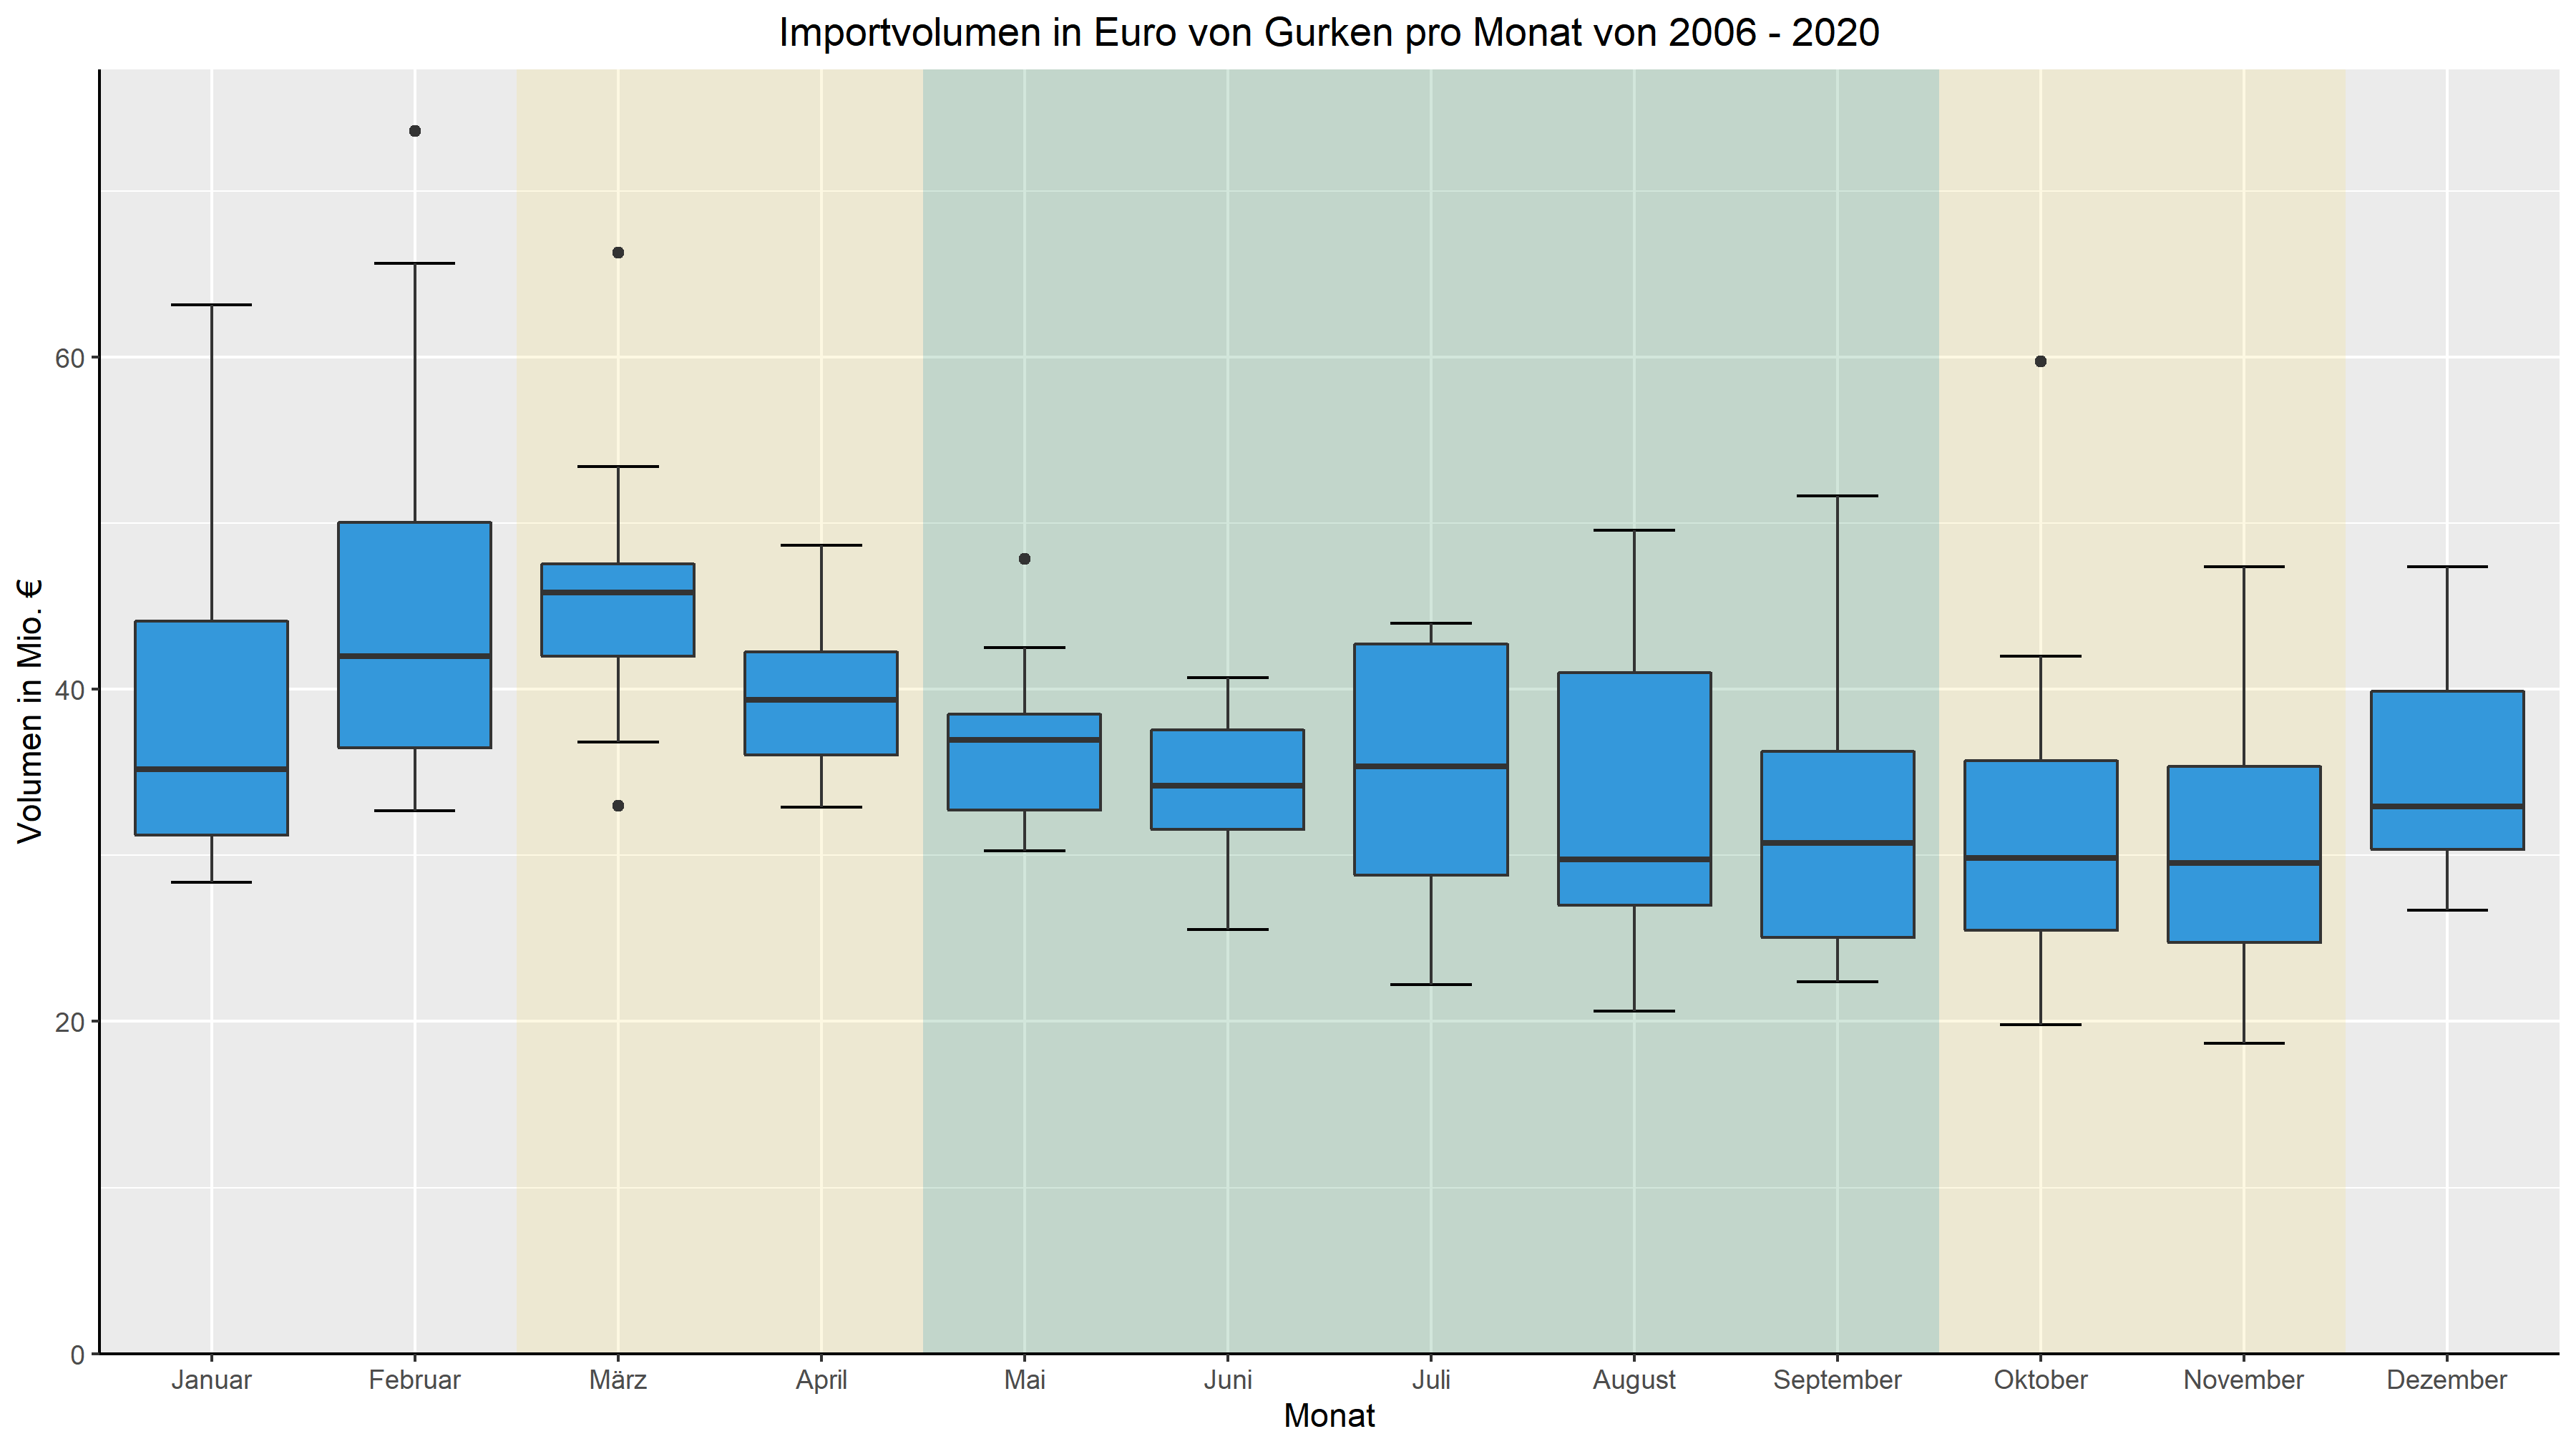 Importvolumen in Euro von Gurken pro Monat von 2006 - 2020
Volumen in Mio. €
60
40
20
0
Januar Februar März April Mai Juni Juli August September Oktober November Dezember
Monat